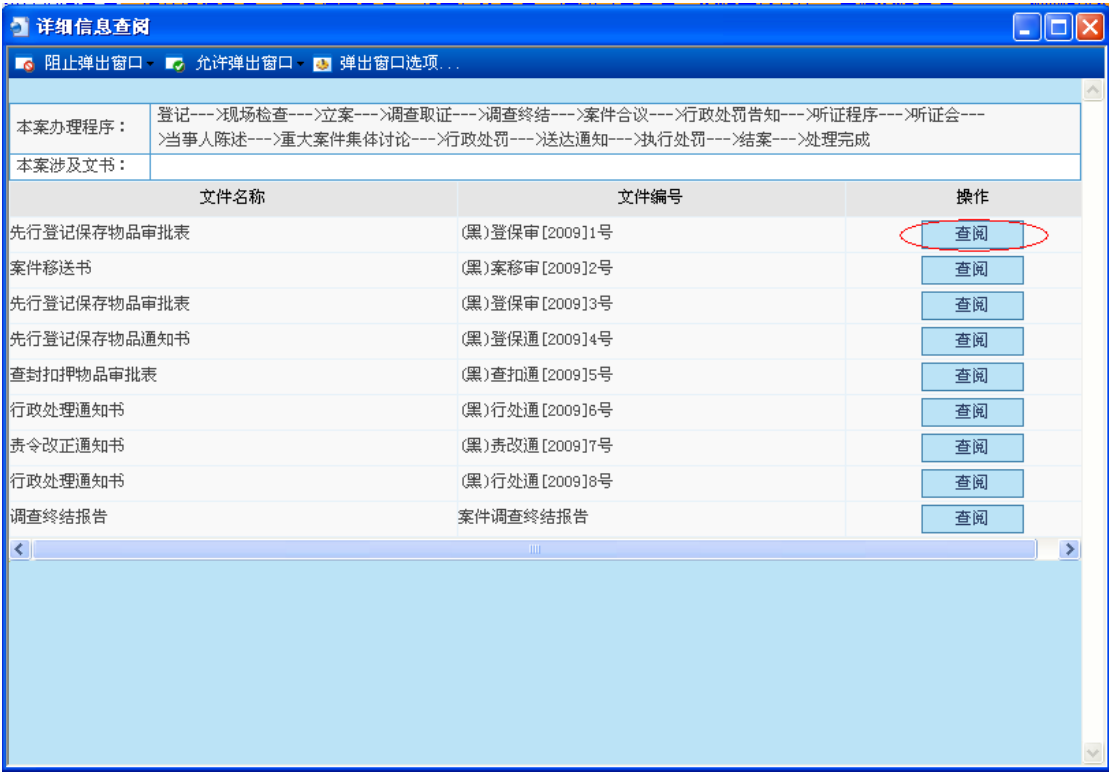 详细信息查阅
阻止弹出窗口 允许弹出窗口 弹出窗口选项...
本案办理程序： 登记--->现场检查--->立案--->调查取证--->调查终结--->案件合议--->行政处罚告知--->听证程序--->听证会---
>当事人陈述--->重大案件集体讨论--->行政处罚--->送达通知--->执行处罚--->结案--->处理完成
本案涉及文书：
文件名称 文件编号 操作
先行登记保存物品审批表 (黑)登保审[2009]1号 查阅
案件移送书 (黑)案移审[2009]2号 查阅
先行登记保存物品审批表 (黑)登保审[2009]3号 查阅
先行登记保存物品通知书 (黑)登保通[2009]4号 查阅
查封扣押物品审批表 (黑)查扣通[2009]5号 查阅
行政处理通知书 (黑)行处通[2009]6号 查阅
责令改正通知书 (黑)责改通[2009]7号 查阅
行政处理通知书 (黑)行处通[2009]8号 查阅
调查终结报告 案件调查终结报告 查阅